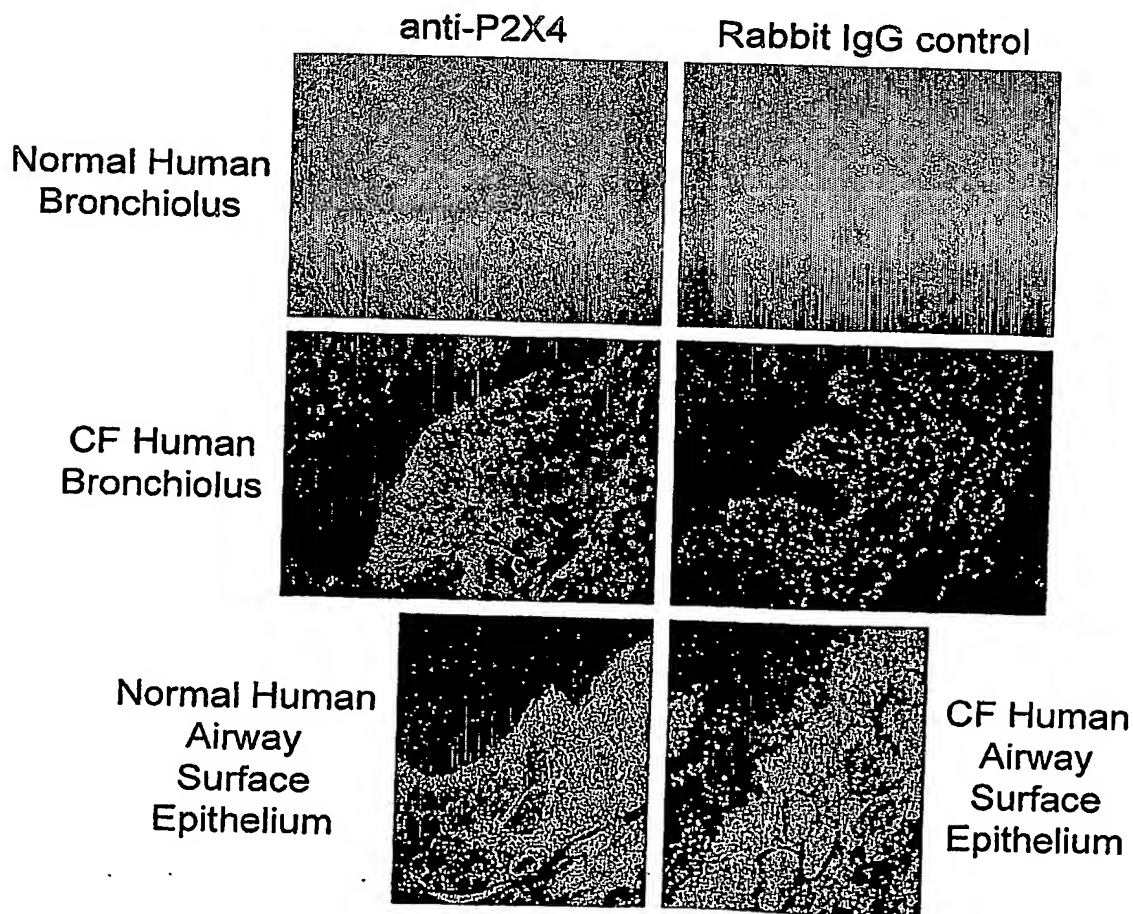 anti-P2X4
Rabbit IgG control
Normal Human
Bronchiolus
CF Human
Bronchiolus
Normal Human
Airway
Surface
Epithelium
CF Human
Airway
Surface
Epithelium